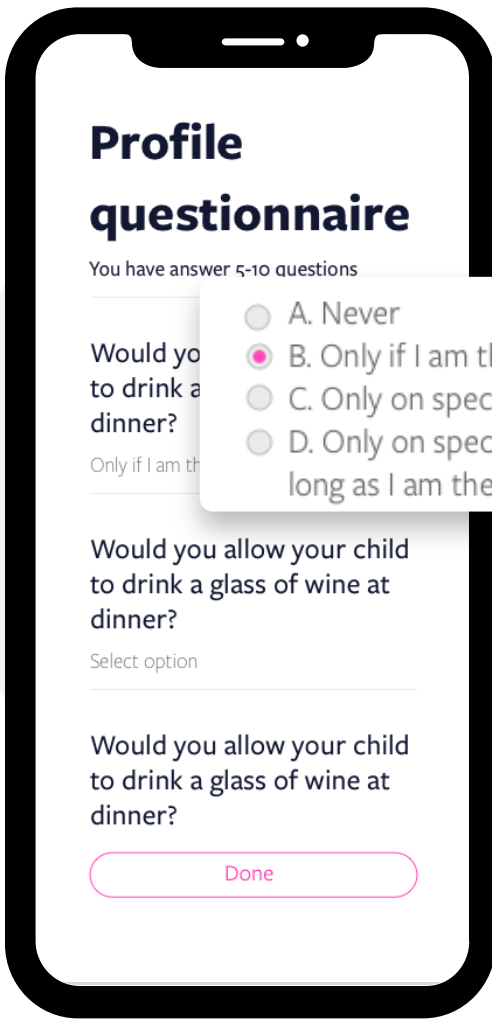 Profile
questionnaire
You have answer 5-10 questions
Would yo
to drink a
dinner?
Only if I am th
A. Never
B. Only if I am th
C. Only on spec
D. Only on spec
long as I am the
Would you allow your child
to drink a glass of wine at
dinner?
Select option
Would you allow your child
to drink a glass of wine at
dinner?
Done